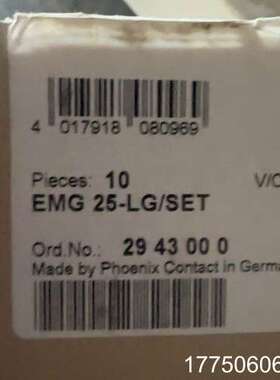 4 017918 080969
Pieces: 10 V/C
EMG 25-LG/SET
Ord.No.: 29 43 00 0
Made by Phoenix Contact in Germa
17750606